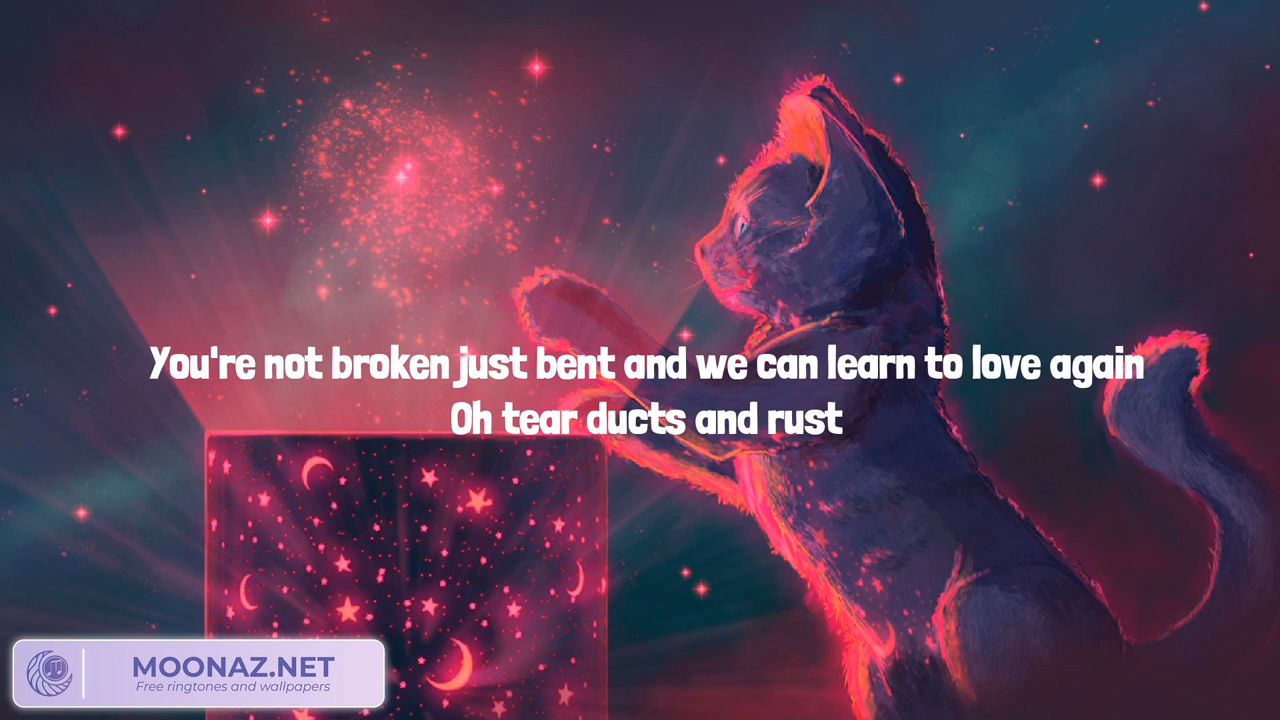 You're not broken just bent and we can learn to love again
Oh tear ducts and rust
MOONAZ.NET
Free ringtones and wallpapers